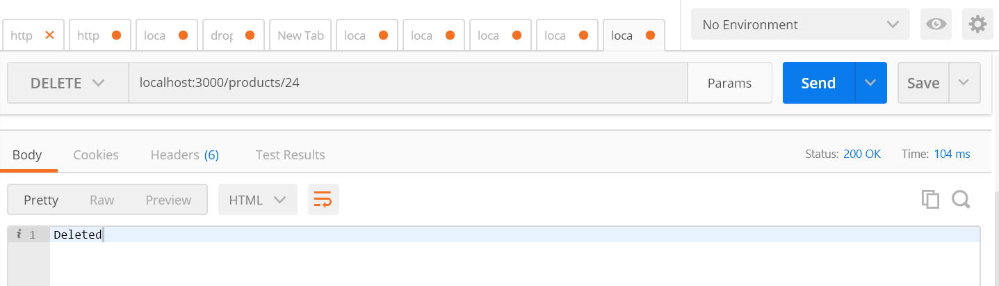 No Environment
http http loca drop New Tab loca loca loca loca loca
DELETE localhost:3000/products/24 Params Send Save
Body Cookies Headers (6) Test Results Status: 200 OK Time: 104 ms
Pretty Raw Preview HTML
i 1 Deleted